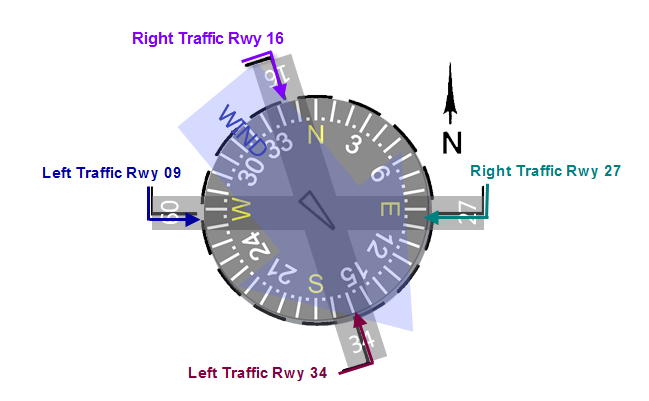 Right Traffic Rwy 16
16
WIND
N
33
3
30
6
N
Left Traffic Rwy 09
Right Traffic Rwy 27
09
W
E
27
24
12
21
15
S
34
Left Traffic Rwy 34